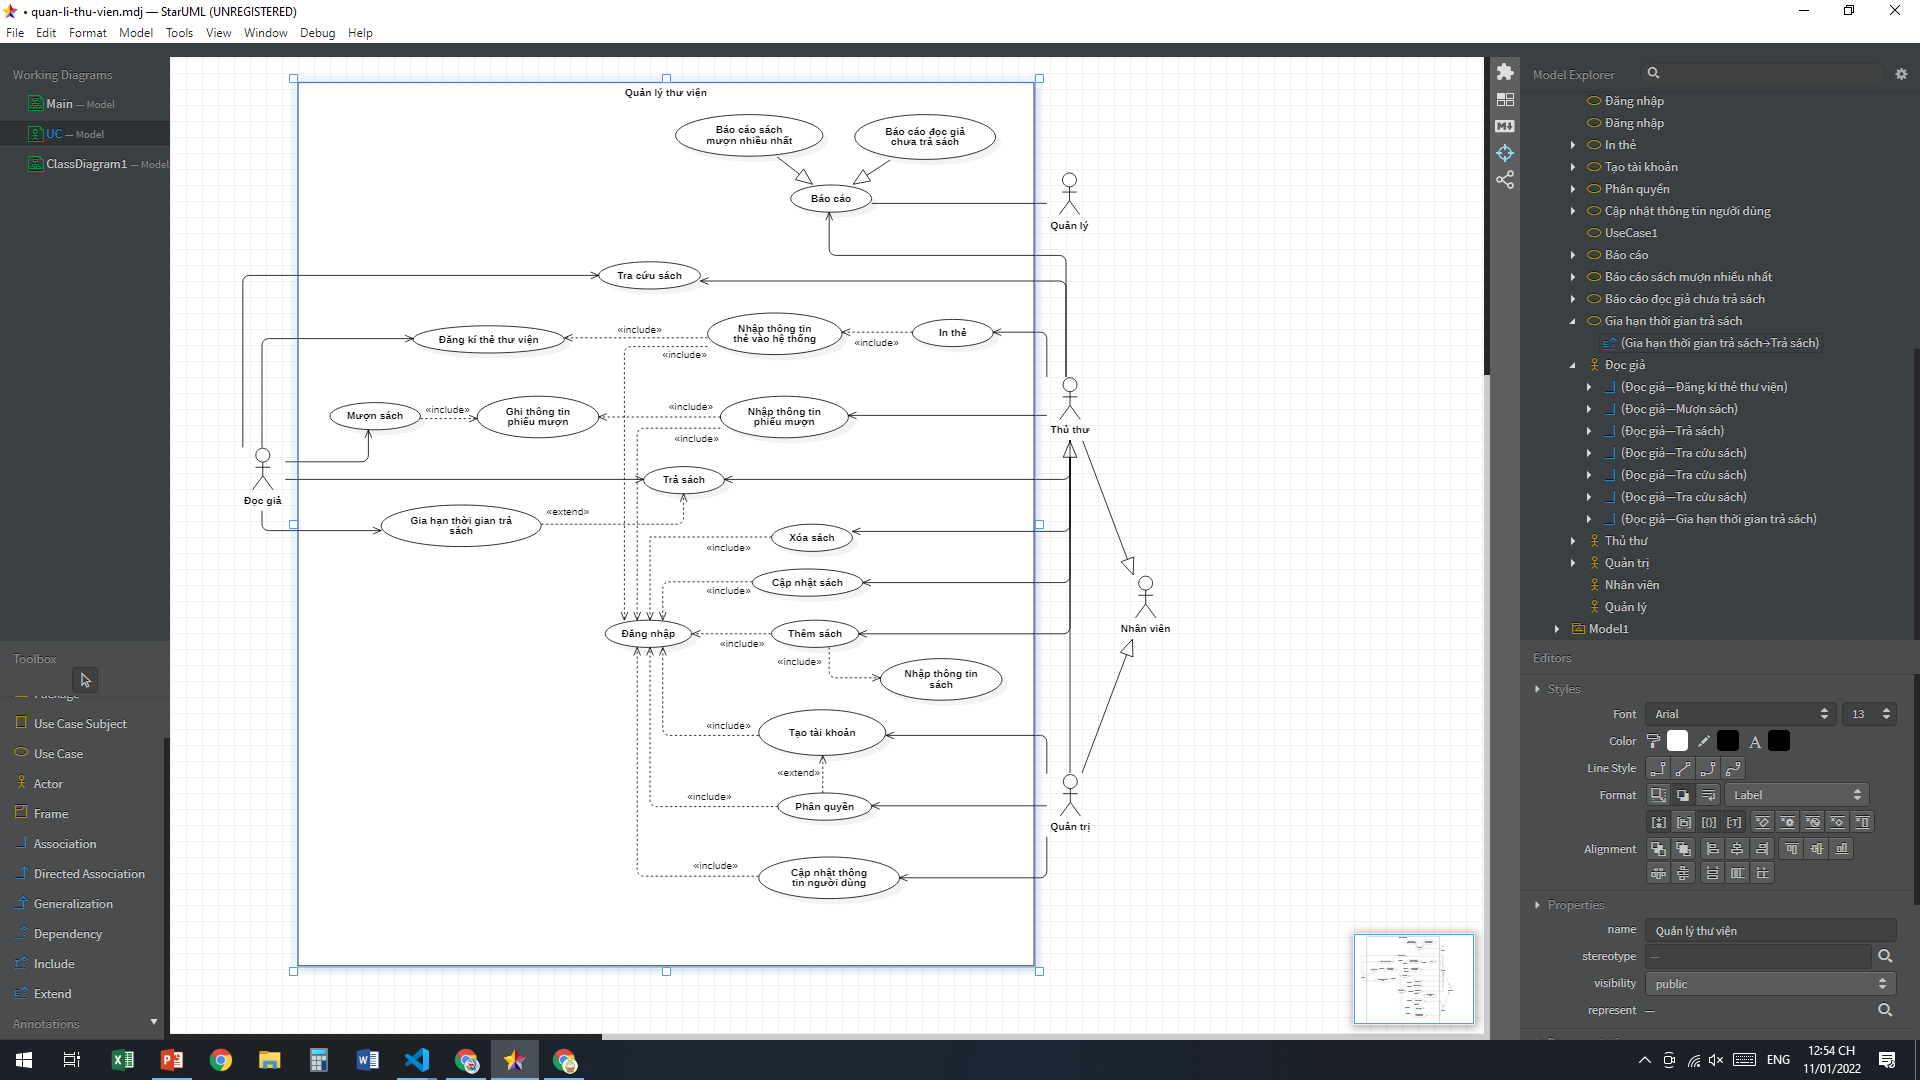 • quan-li-thu-vien.mdj — StarUML (UNREGISTERED)
File Edit Format Model Tools View Window Debug Help
Working Diagrams
Main — Model
UC — Model
ClassDiagram1 — Model
Toolbox
Package
Use Case Subject
Use Case
Actor
Frame
Association
Directed Association
Generalization
Dependency
Include
Extend
Annotations
Quản lý thư viện
Báo cáo sách
mượn nhiều nhất
Báo cáo đọc giả
chưa trả sách
Báo cáo
Quản lý
Tra cứu sách
Đăng kí thẻ thư viện
«include»
Nhập thông tin
thẻ vào hệ thống
«include»
In thẻ
«include»
Mượn sách
«include»
Ghi thông tin
phiếu mượn
«include»
Nhập thông tin
phiếu mượn
«include»
Thủ thư
Đọc giả
Trả sách
Gia hạn thời gian trả
sách
«extend»
Xóa sách
«include»
Cập nhật sách
«include»
Đăng nhập
Thêm sách
«include»
«include»
Nhập thông tin
sách
Nhân viên
«include»
Tạo tài khoản
«extend»
«include»
Phân quyền
Quản trị
«include»
Cập nhật thông
tin người dùng
Model Explorer
Đăng nhập
Đăng nhập
In thẻ
Tạo tài khoản
Phân quyền
Cập nhật thông tin người dùng
UseCase1
Báo cáo
Báo cáo sách mượn nhiều nhất
Báo cáo đọc giả chưa trả sách
Gia hạn thời gian trả sách
(Gia hạn thời gian trả sách→Trả sách)
Đọc giả
(Đọc giả—Đăng kí thẻ thư viện)
(Đọc giả—Mượn sách)
(Đọc giả—Trả sách)
(Đọc giả—Tra cứu sách)
(Đọc giả—Tra cứu sách)
(Đọc giả—Tra cứu sách)
(Đọc giả—Gia hạn thời gian trả sách)
Thủ thư
Quản trị
Nhân viên
Quản lý
Model1
Editors
Styles
Font Arial 13
Color
Line Style
Format Label
Alignment
Properties
name Quản lý thư viện
stereotype —
visibility public
represent —
ENG
12:54 CH
11/01/2022